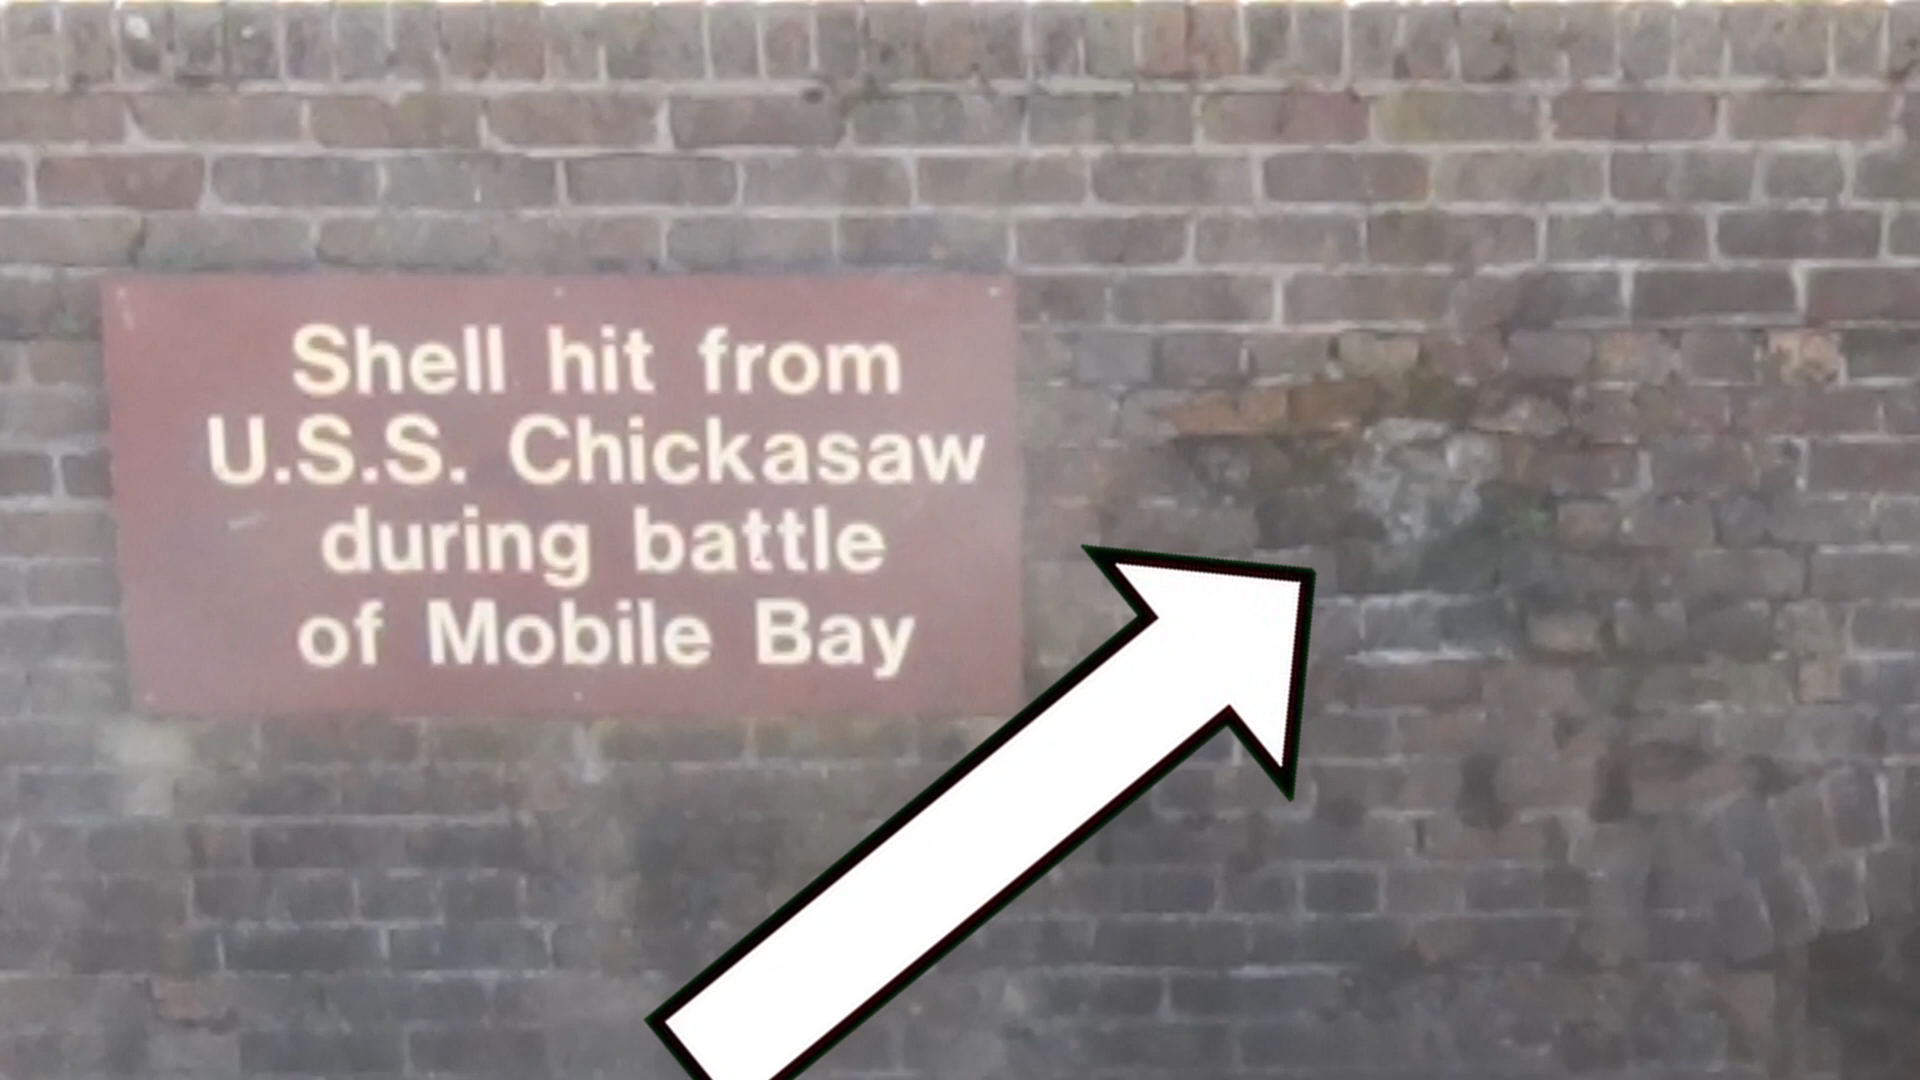 Shell hit from
U.S.S. Chickasaw
during battle
of Mobile Bay